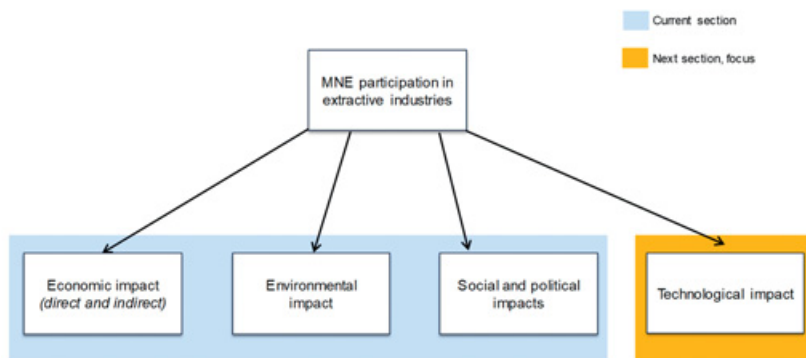 Current section
Next section, focus
MNE participation in
extractive industries
Economic impact
(direct and indirect)
Environmental
impact
Social and political
impacts
Technological impact